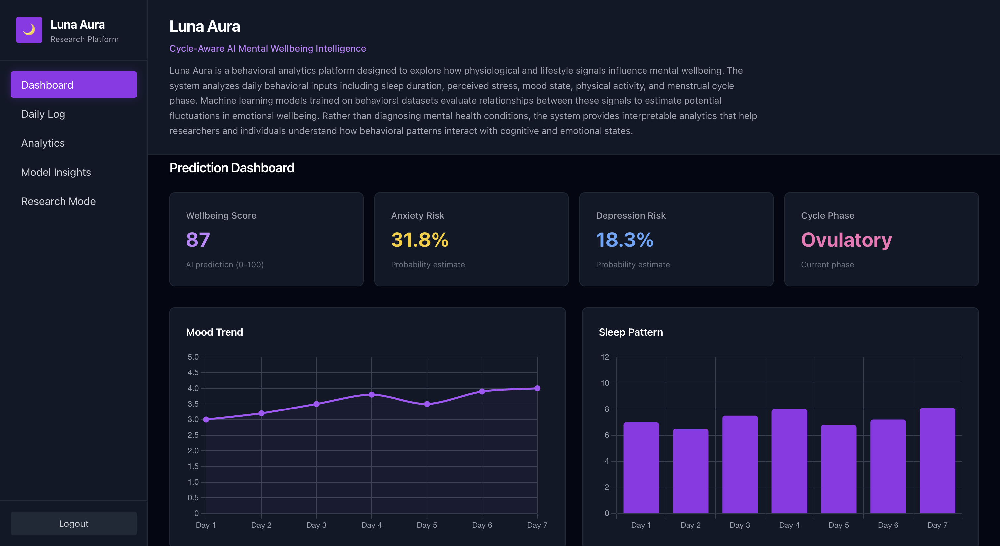 Luna Aura
Research Platform
Dashboard
Daily Log
Analytics
Model Insights
Research Mode
Logout
Luna Aura
Cycle-Aware AI Mental Wellbeing Intelligence
Luna Aura is a behavioral analytics platform designed to explore how physiological and lifestyle signals influence mental wellbeing. The
system analyzes daily behavioral inputs including sleep duration, perceived stress, mood state, physical activity, and menstrual cycle
phase. Machine learning models trained on behavioral datasets evaluate relationships between these signals to estimate potential
fluctuations in emotional wellbeing. Rather than diagnosing mental health conditions, the system provides interpretable analytics that help
researchers and individuals understand how behavioral patterns interact with cognitive and emotional states.
Prediction Dashboard
Wellbeing Score
87
AI prediction (0-100)
Anxiety Risk
31.8%
Probability estimate
Depression Risk
18.3%
Probability estimate
Cycle Phase
Ovulatory
Current phase
Mood Trend
5.0
4.5
4.0
3.5
3.0
2.5
2.0
1.5
1.0
0.5
0
Day 1 Day 2 Day 3 Day 4 Day 5 Day 6 Day 7
Sleep Pattern
12
10
8
6
4
2
0
Day 1 Day 2 Day 3 Day 4 Day 5 Day 6 Day 7